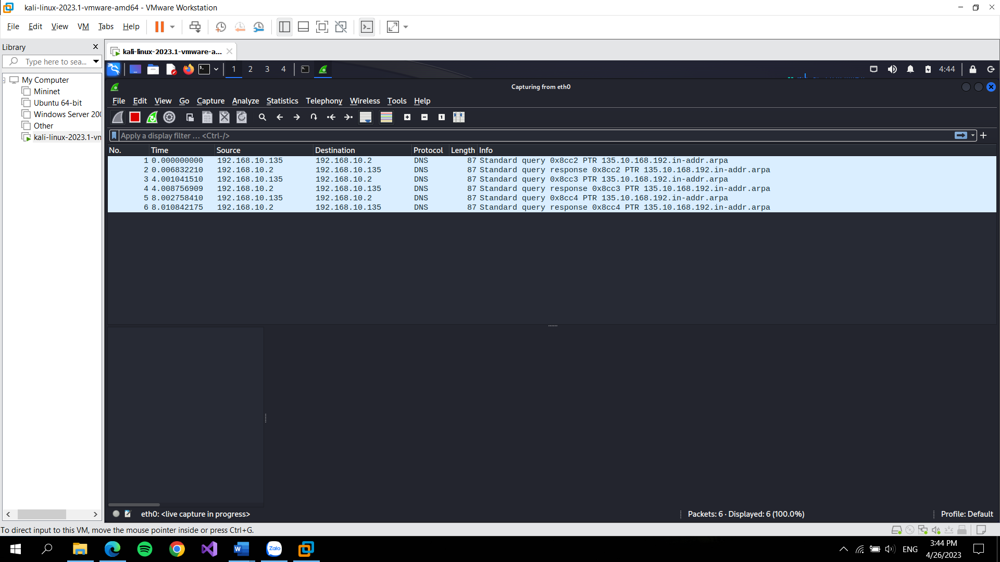 kali-linux-2023.1-vmware-amd64 - VMware Workstation
File Edit View VM Tabs Help
Library
Type here to sea...
My Computer
Mininet
Ubuntu 64-bit
Windows Server 200
Other
kali-linux-2023.1-vm
kali-linux-2023.1-vmware-a...
1 2 3 4
4:44
Capturing from eth0
File Edit View Go Capture Analyze Statistics Telephony Wireless Tools Help
Apply a display filter ... <Ctrl-/>
No. Time Source Destination Protocol Length Info
1 0.000000000 192.168.10.135 192.168.10.2 DNS 87 Standard query 0x8cc2 PTR 135.10.168.192.in-addr.arpa
2 0.006832210 192.168.10.2 192.168.10.135 DNS 87 Standard query response 0x8cc2 PTR 135.10.168.192.in-addr.arpa
3 4.001041510 192.168.10.135 192.168.10.2 DNS 87 Standard query 0x8cc3 PTR 135.10.168.192.in-addr.arpa
4 4.008756909 192.168.10.2 192.168.10.135 DNS 87 Standard query response 0x8cc3 PTR 135.10.168.192.in-addr.arpa
5 8.002758410 192.168.10.135 192.168.10.2 DNS 87 Standard query 0x8cc4 PTR 135.10.168.192.in-addr.arpa
6 8.010842175 192.168.10.2 192.168.10.135 DNS 87 Standard query response 0x8cc4 PTR 135.10.168.192.in-addr.arpa
eth0: <live capture in progress>
Packets: 6 · Displayed: 6 (100.0%)
Profile: Default
To direct input to this VM, move the mouse pointer inside or press Ctrl+G.
Zalo
ENG
3:44 PM
4/26/2023